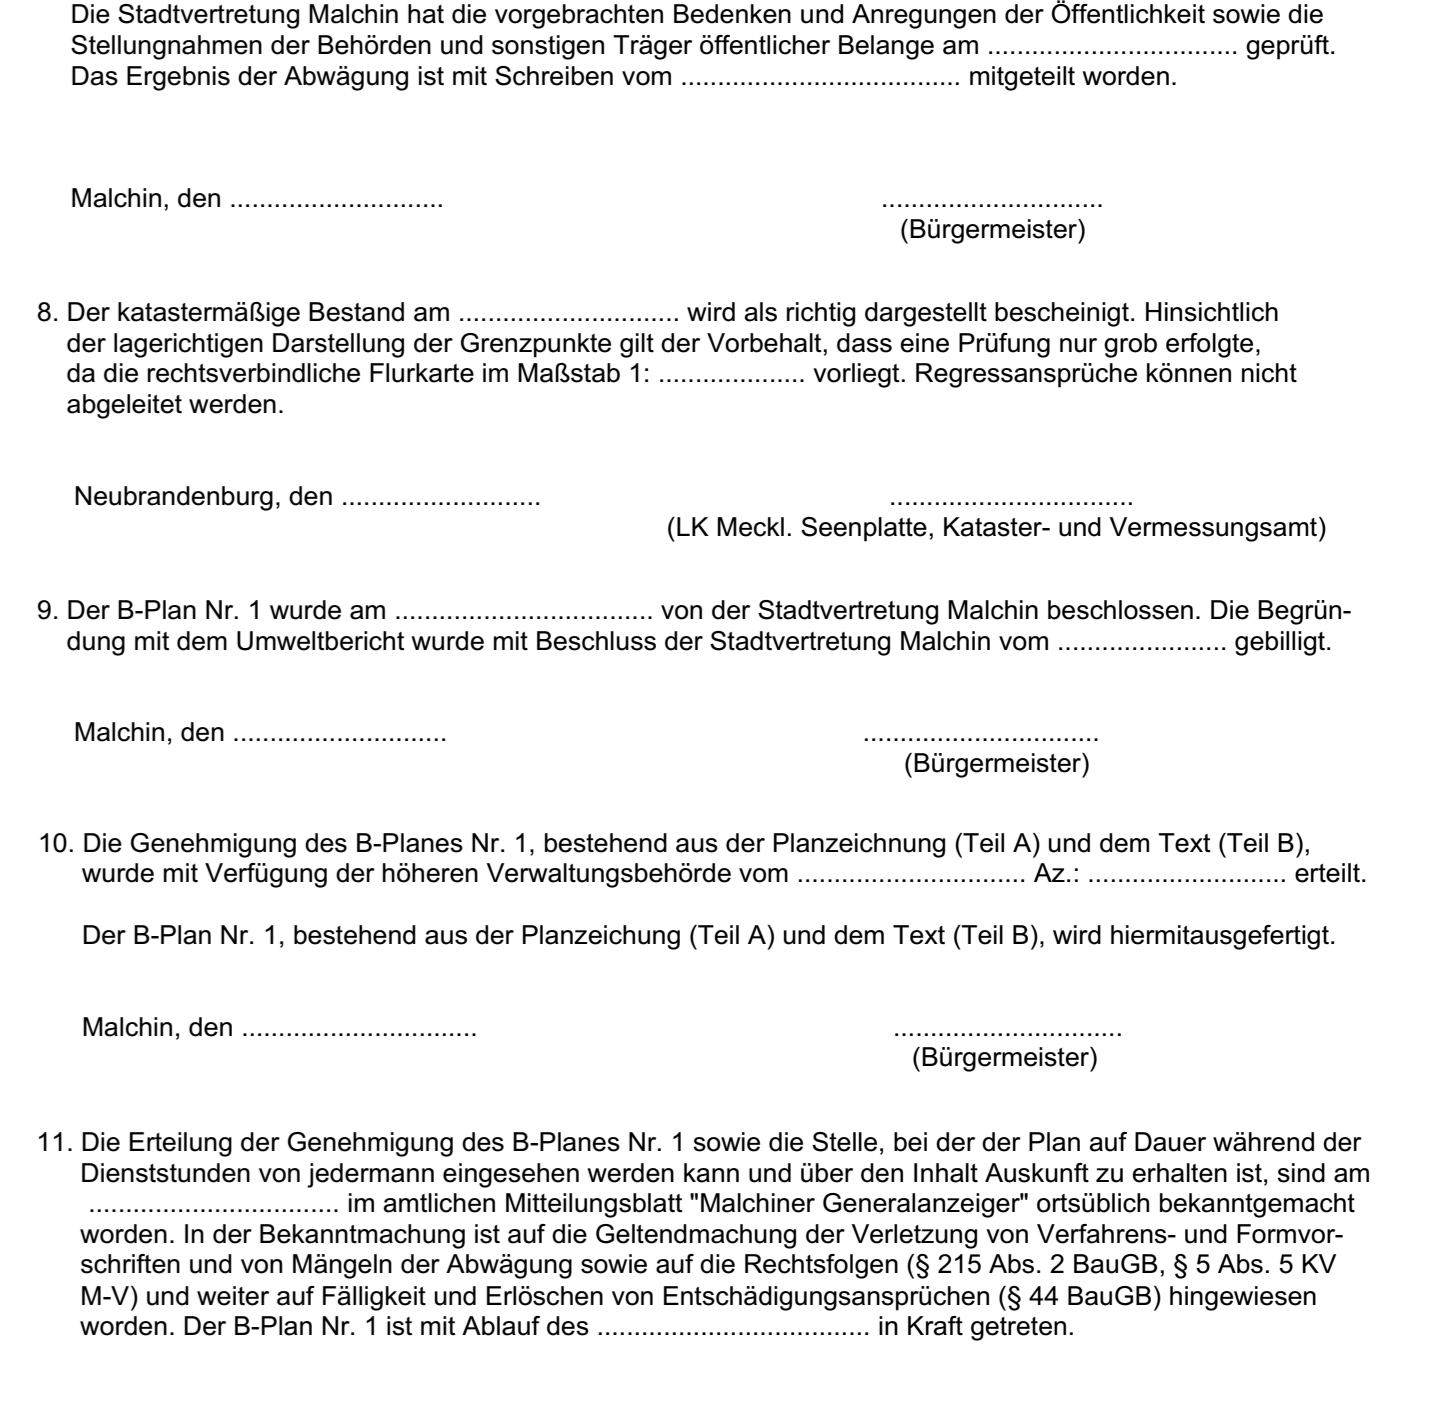 Die Stadtvertretung Malchin hat die vorgebrachten Bedenken und Anregungen der Öffentlichkeit sowie die
Stellungnahmen der Behörden und sonstigen Träger öffentlicher Belange am .................................. geprüft.
Das Ergebnis der Abwägung ist mit Schreiben vom ...................................... mitgeteilt worden.
Malchin, den ............................. ..............................
(Bürgermeister)
8. Der katastermäßige Bestand am .............................. wird als richtig dargestellt bescheinigt. Hinsichtlich
der lagerichtigen Darstellung der Grenzpunkte gilt der Vorbehalt, dass eine Prüfung nur grob erfolgte,
da die rechtsverbindliche Flurkarte im Maßstab 1: .................... vorliegt. Regressansprüche können nicht
abgeleitet werden.
Neubrandenburg, den ........................... .................................
(LK Meckl. Seenplatte, Kataster- und Vermessungsamt)
9. Der B-Plan Nr. 1 wurde am ................................... von der Stadtvertretung Malchin beschlossen. Die Begrün-
dung mit dem Umweltbericht wurde mit Beschluss der Stadtvertretung Malchin vom ....................... gebilligt.
Malchin, den ............................. ................................
(Bürgermeister)
10. Die Genehmigung des B-Planes Nr. 1, bestehend aus der Planzeichnung (Teil A) und dem Text (Teil B),
wurde mit Verfügung der höheren Verwaltungsbehörde vom ............................... Az.: ........................... erteilt.
Der B-Plan Nr. 1, bestehend aus der Planzeichung (Teil A) und dem Text (Teil B), wird hiermitausgefertigt.
Malchin, den ................................ ...............................
(Bürgermeister)
11. Die Erteilung der Genehmigung des B-Planes Nr. 1 sowie die Stelle, bei der der Plan auf Dauer während der
Dienststunden von jedermann eingesehen werden kann und über den Inhalt Auskunft zu erhalten ist, sind am
.................................. im amtlichen Mitteilungsblatt "Malchiner Generalanzeiger" ortsüblich bekanntgemacht
worden. In der Bekanntmachung ist auf die Geltendmachung der Verletzung von Verfahrens- und Formvor-
schriften und von Mängeln der Abwägung sowie auf die Rechtsfolgen (§ 215 Abs. 2 BauGB, § 5 Abs. 5 KV
M-V) und weiter auf Fälligkeit und Erlöschen von Entschädigungsansprüchen (§ 44 BauGB) hingewiesen
worden. Der B-Plan Nr. 1 ist mit Ablauf des ..................................... in Kraft getreten.